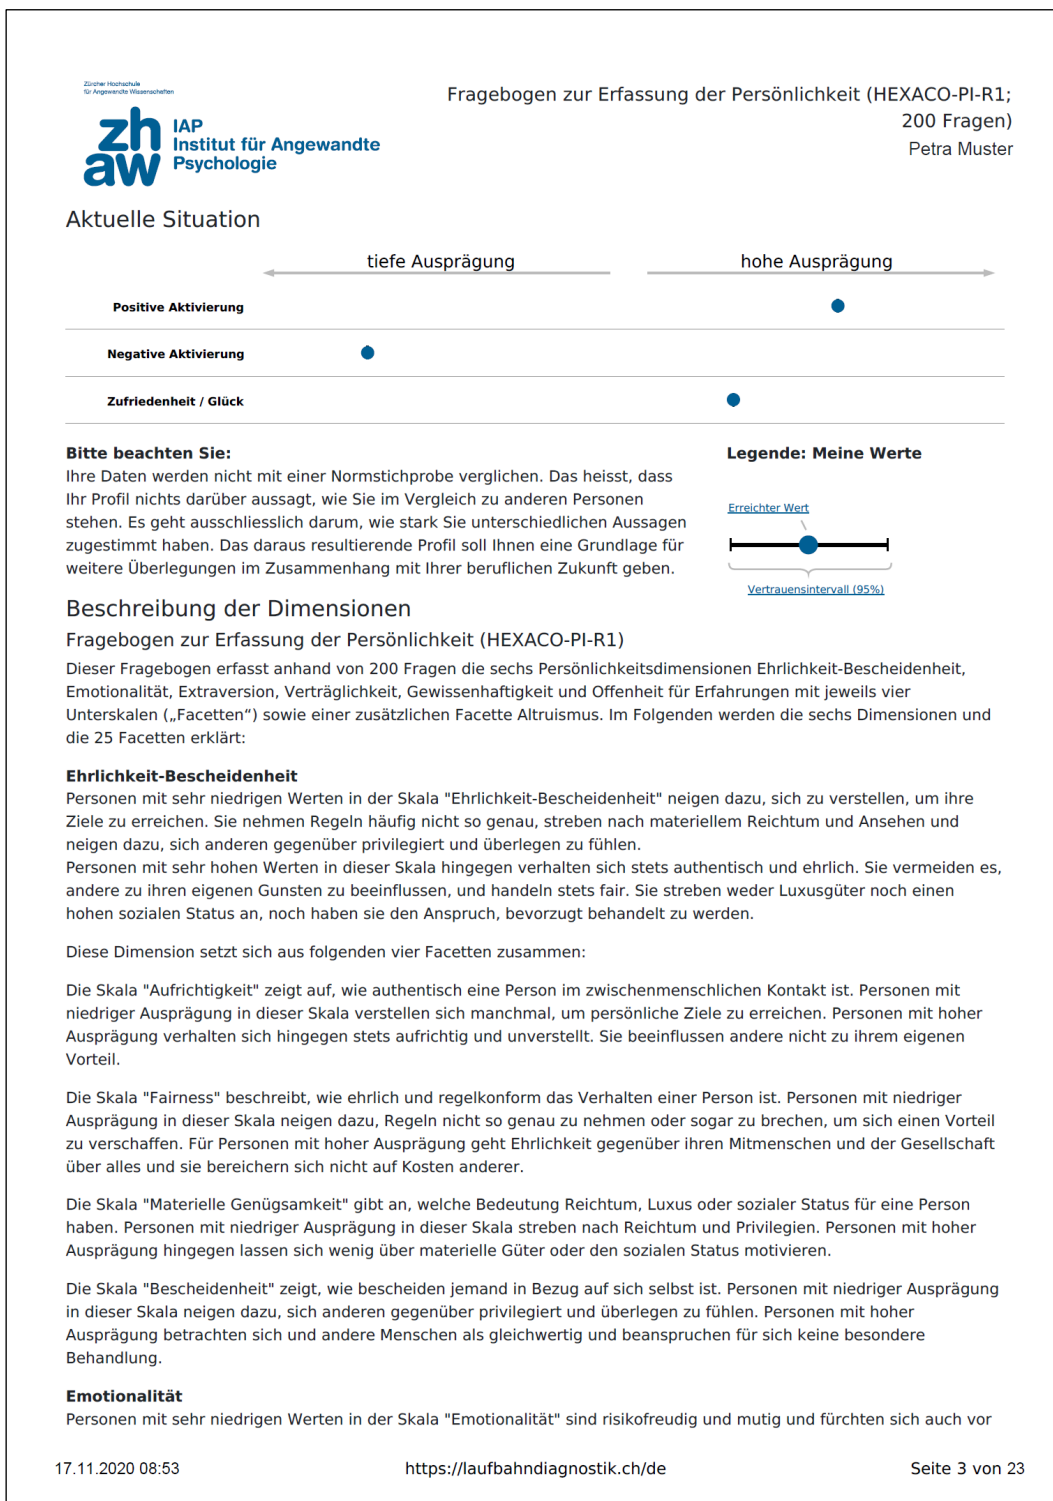 Zürcher Hochschule
für Angewandte Wissenschaften
zh
aw
IAP
Institut für Angewandte
Psychologie
Fragebogen zur Erfassung der Persönlichkeit (HEXACO-PI-R1;
200 Fragen)
Petra Muster
Aktuelle Situation
tiefe Ausprägung
hohe Ausprägung
Positive Aktivierung
Negative Aktivierung
Zufriedenheit / Glück
Bitte beachten Sie:
Ihre Daten werden nicht mit einer Normstichprobe verglichen. Das heisst, dass
Ihr Profil nichts darüber aussagt, wie Sie im Vergleich zu anderen Personen
stehen. Es geht ausschliesslich darum, wie stark Sie unterschiedlichen Aussagen
zugestimmt haben. Das daraus resultierende Profil soll Ihnen eine Grundlage für
weitere Überlegungen im Zusammenhang mit Ihrer beruflichen Zukunft geben.
Legende: Meine Werte
Erreichter Wert
Vertrauensintervall (95%)
Beschreibung der Dimensionen
Fragebogen zur Erfassung der Persönlichkeit (HEXACO-PI-R1)
Dieser Fragebogen erfasst anhand von 200 Fragen die sechs Persönlichkeitsdimensionen Ehrlichkeit-Bescheidenheit,
Emotionalität, Extraversion, Verträglichkeit, Gewissenhaftigkeit und Offenheit für Erfahrungen mit jeweils vier
Unterskalen („Facetten“) sowie einer zusätzlichen Facette Altruismus. Im Folgenden werden die sechs Dimensionen und
die 25 Facetten erklärt:
Ehrlichkeit-Bescheidenheit
Personen mit sehr niedrigen Werten in der Skala "Ehrlichkeit-Bescheidenheit" neigen dazu, sich zu verstellen, um ihre
Ziele zu erreichen. Sie nehmen Regeln häufig nicht so genau, streben nach materiellem Reichtum und Ansehen und
neigen dazu, sich anderen gegenüber privilegiert und überlegen zu fühlen.
Personen mit sehr hohen Werten in dieser Skala hingegen verhalten sich stets authentisch und ehrlich. Sie vermeiden es,
andere zu ihren eigenen Gunsten zu beeinflussen, und handeln stets fair. Sie streben weder Luxusgüter noch einen
hohen sozialen Status an, noch haben sie den Anspruch, bevorzugt behandelt zu werden.
Diese Dimension setzt sich aus folgenden vier Facetten zusammen:
Die Skala "Aufrichtigkeit" zeigt auf, wie authentisch eine Person im zwischenmenschlichen Kontakt ist. Personen mit
niedriger Ausprägung in dieser Skala verstellen sich manchmal, um persönliche Ziele zu erreichen. Personen mit hoher
Ausprägung verhalten sich hingegen stets aufrichtig und unverstellt. Sie beeinflussen andere nicht zu ihrem eigenen
Vorteil.
Die Skala "Fairness" beschreibt, wie ehrlich und regelkonform das Verhalten einer Person ist. Personen mit niedriger
Ausprägung in dieser Skala neigen dazu, Regeln nicht so genau zu nehmen oder sogar zu brechen, um sich einen Vorteil
zu verschaffen. Für Personen mit hoher Ausprägung geht Ehrlichkeit gegenüber ihren Mitmenschen und der Gesellschaft
über alles und sie bereichern sich nicht auf Kosten anderer.
Die Skala "Materielle Genügsamkeit" gibt an, welche Bedeutung Reichtum, Luxus oder sozialer Status für eine Person
haben. Personen mit niedriger Ausprägung in dieser Skala streben nach Reichtum und Privilegien. Personen mit hoher
Ausprägung hingegen lassen sich wenig über materielle Güter oder den sozialen Status motivieren.
Die Skala "Bescheidenheit" zeigt, wie bescheiden jemand in Bezug auf sich selbst ist. Personen mit niedriger Ausprägung
in dieser Skala neigen dazu, sich anderen gegenüber privilegiert und überlegen zu fühlen. Personen mit hoher
Ausprägung betrachten sich und andere Menschen als gleichwertig und beanspruchen für sich keine besondere
Behandlung.
Emotionalität
Personen mit sehr niedrigen Werten in der Skala "Emotionalität" sind risikofreudig und mutig und fürchten sich auch vor
17.11.2020 08:53
https://laufbahndiagnostik.ch/de
Seite 3 von 23